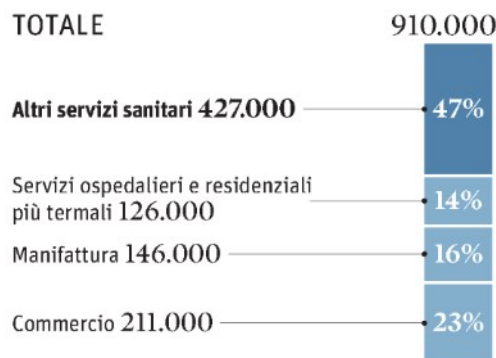 TOTALE 910.000
Altri servizi sanitari 427.000 47%
Servizi ospedalieri e residenziali
più termali 126.000 14%
Manifattura 146.000 16%
Commercio 211.000 23%